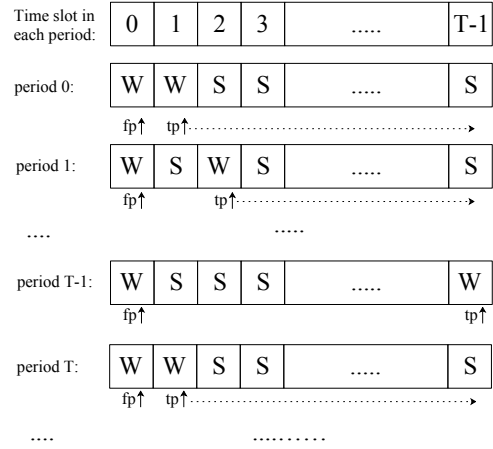 Time slot in
each period: 0 1 2 3 ..... T-1
period 0: W W S S ..... S
fp tp
period 1: W S W S ..... S
fp tp
.... .....
period T-1: W S S S ..... W
fp tp
period T: W W S S ..... S
fp tp
.... ..........